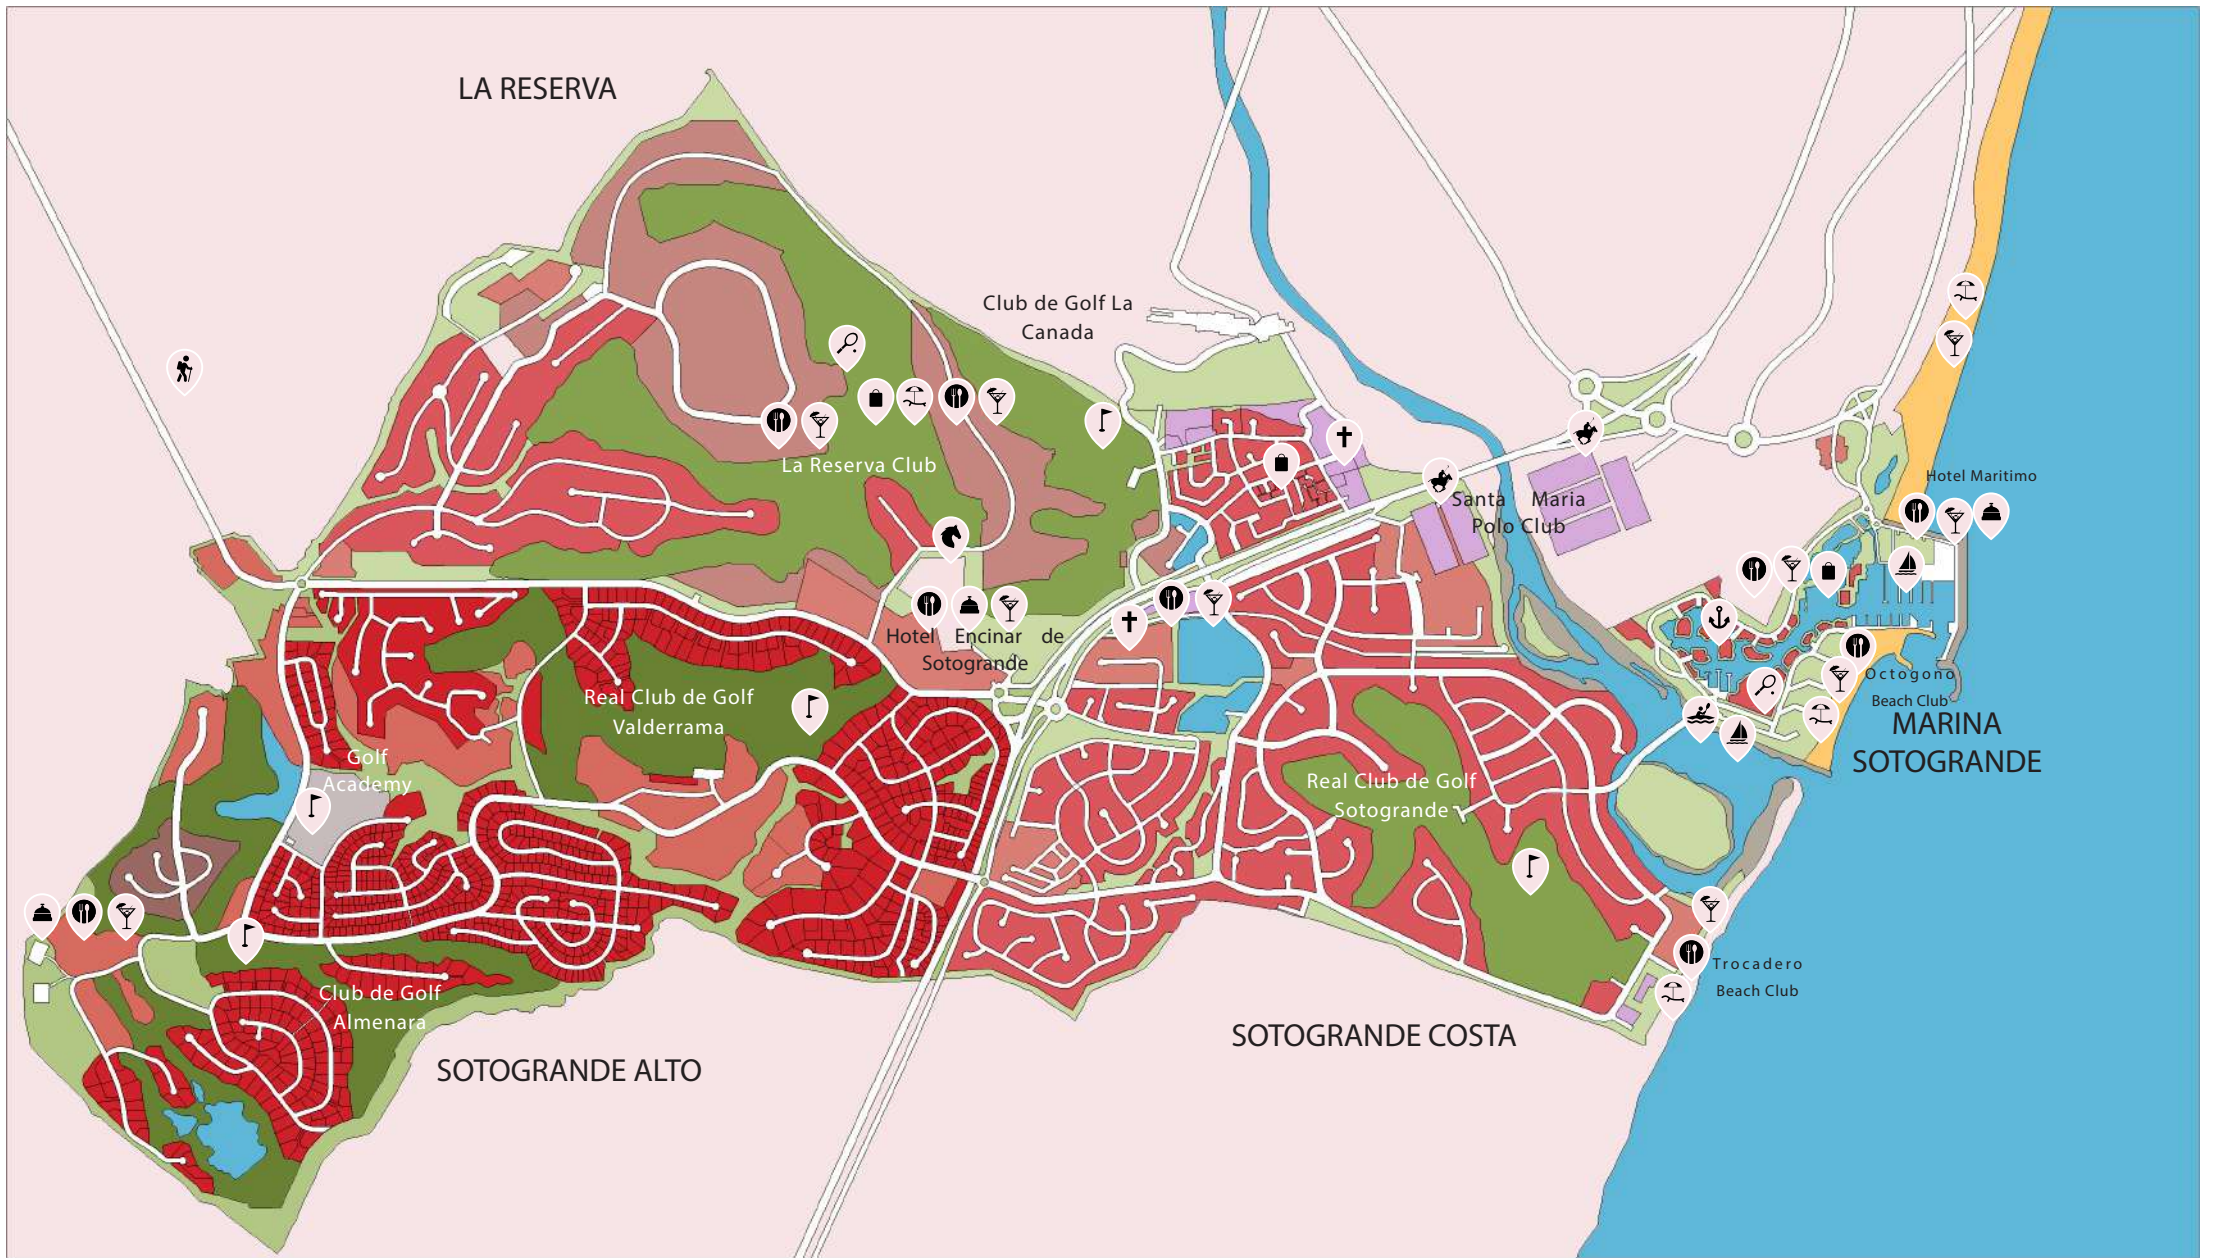 LA RESERVA
Club de Golf La
Canada
La Reserva Club
Santa Maria
Polo Club
Hotel Maritimo
Hotel Encinar de
Sotogrande
Real Club de Golf
Valderrama
Octogono
Beach Club
MARINA
SOTOGRANDE
Golf
Academy
Real Club de Golf
Sotogrande
Trocadero
Beach Club
Club de Golf
Almenara
SOTOGRANDE COSTA
SOTOGRANDE ALTO